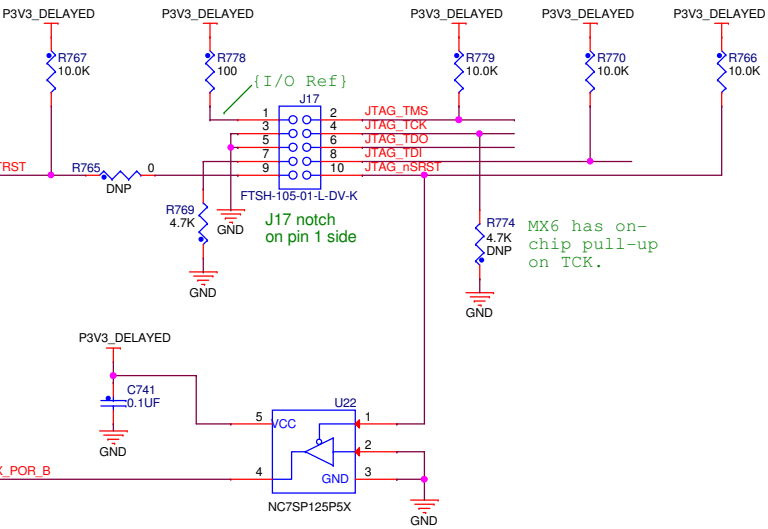 P3V3_DELAYED P3V3_DELAYED P3V3_DELAYED P3V3_DELAYED P3V3_DELAYED
R767 R778 R779 R770 R766
10.0K 100 10.0K 10.0K 10.0K
{I/O Ref}
J17
1 2 JTAG_TMS
3 4 JTAG_TCK
5 6 JTAG_TDO
7 8 JTAG_TDI
TRST R765 0 9 10 JTAG_nSRST
DNP
FTSH-105-01-L-DV-K
R769
4.7K
GND
J17 notch
on pin 1 side
GND
R774
4.7K
DNP
GND
MX6 has on-
chip pull-up
on TCK.
P3V3_DELAYED
C741
0.1UF
GND
U22
5 VCC 1
2
X_POR_B 4 GND 3
NC7SP125P5X
GND